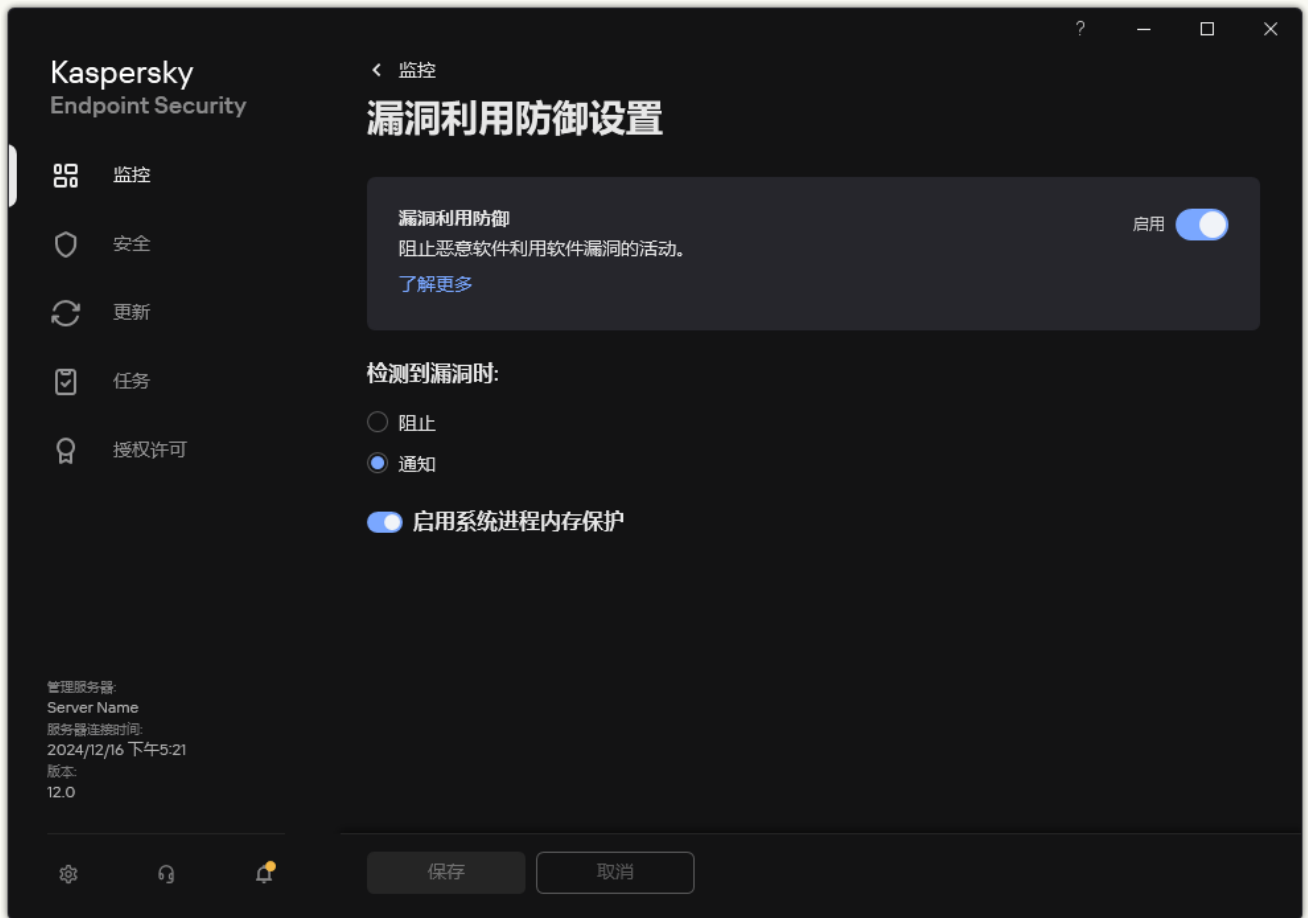 ?
Kaspersky
Endpoint Security
监控
安全
更新
任务
授权许可
管理服务器:
Server Name
服务器连接时间:
2024/12/16 下午5:21
版本:
12.0
监控
漏洞利用防御设置
漏洞利用防御
阻止恶意软件利用软件漏洞的活动。
了解更多
启用
检测到漏洞时:
阻止
通知
启用系统进程内存保护
保存
取消